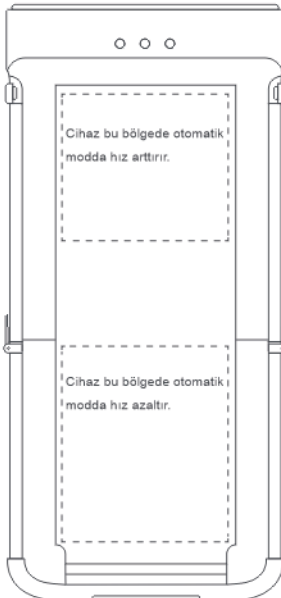 Cihaz bu bölgede otomatik
modda hız arttırır.
Cihaz bu bölgede otomatik
modda hız azaltır.